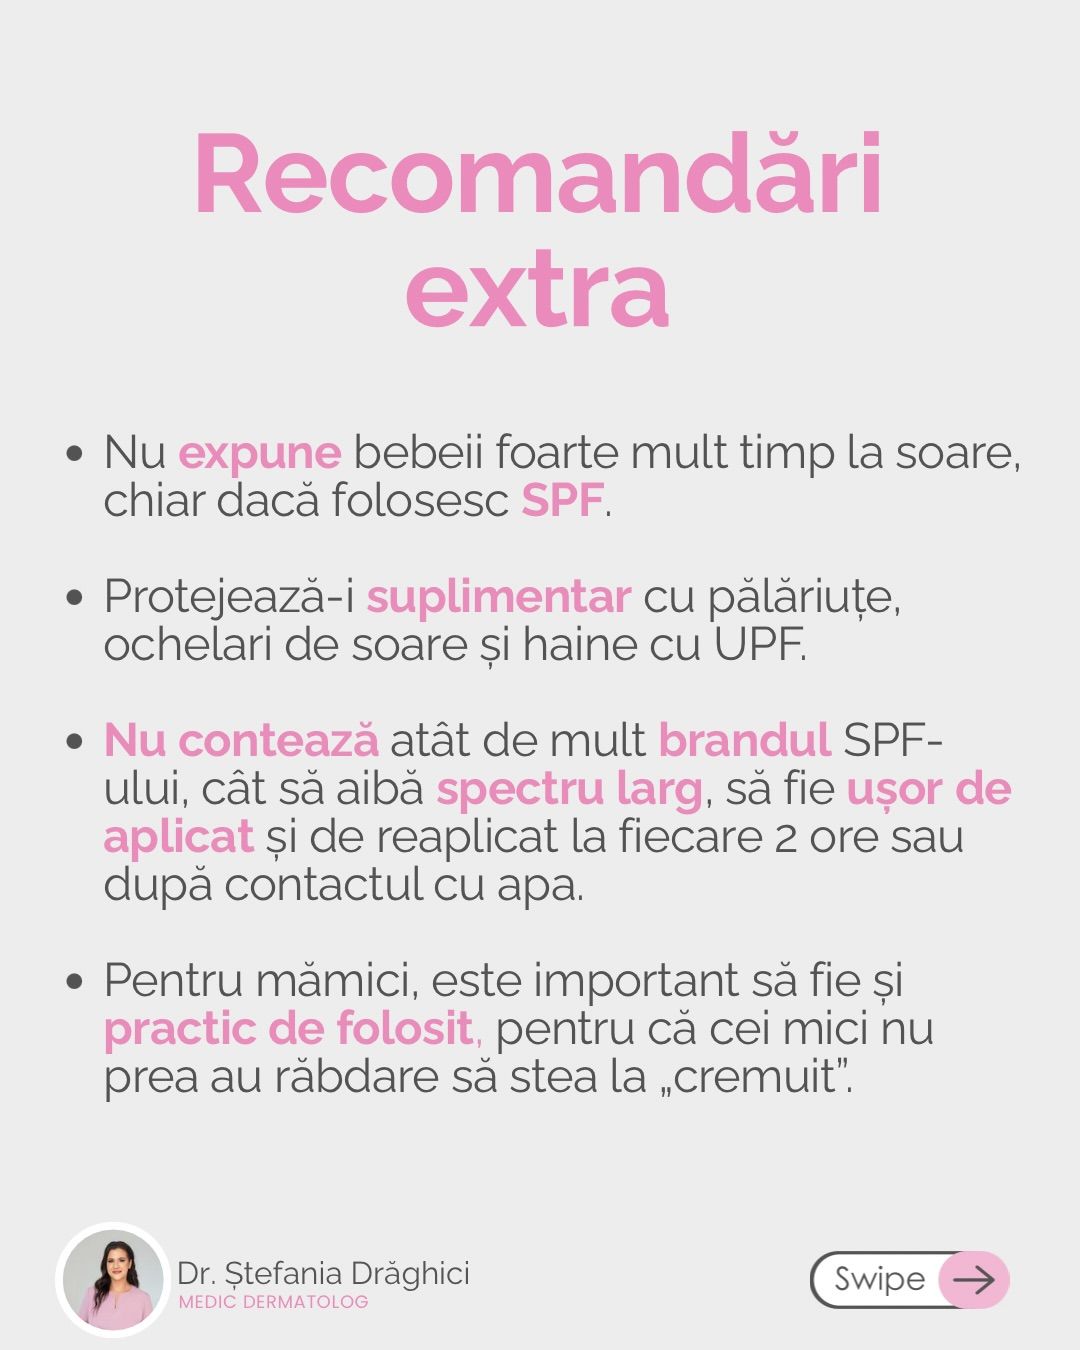 Recomandări
extra
• Nu expune bebeii foarte mult timp la soare,
chiar dacă folosesc SPF.
• Protejează-i suplimentar cu pălăriuțe,
ochelari de soare și haine cu UPF.
• Nu contează atât de mult brandul SPF-
ului, cât să aibă spectru larg, să fie ușor de
aplicat și de reaplicat la fiecare 2 ore sau
după contactul cu apa.
• Pentru mămici, este important să fie și
practic de folosit, pentru că cei mici nu
prea au răbdare să stea la „cremuit”.
Dr. Ștefania Drăghici
MEDIC DERMATOLOG
Swipe